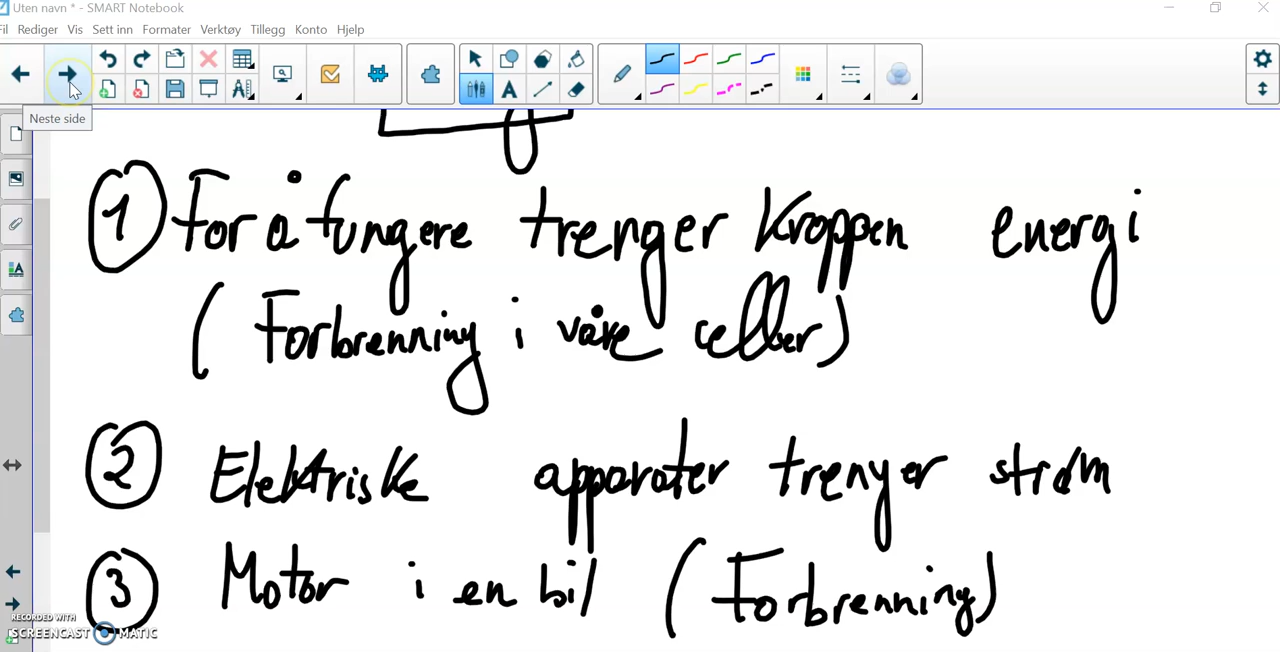 Uten navn * - SMART Notebook
Fil Rediger Vis Sett inn Formater Verktøy Tillegg Konto Hjelp
Neste side
1 For å fungere trenger kroppen energi
( Forbrenning i våre celler)
2 Elektriske apparater trenger strøm
3 Motor i en bil ( Forbrenning)
RECORDED WITH
SCREENCAST MATIC